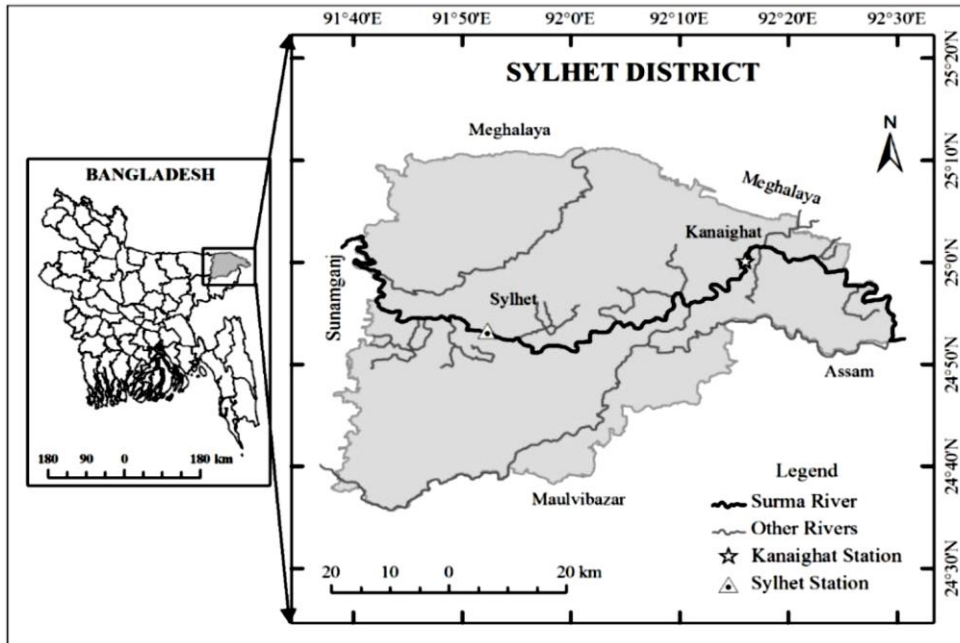 91°40'E 91°50'E 92°0'E 92°10'E 92°20'E 92°30'E
SYLHET DISTRICT
25°20'N
25°10'N
25°0'N
24°50'N
24°40'N
24°30'N
N
Meghalaya
Meghalaya
Kanaighat
Sylhet
Sunamganj
Assam
Maulvibazar
BANGLADESH
180 90 0 180 km
Legend
Surma River
Other Rivers
Kanaighat Station
Sylhet Station
20 10 0 20 km